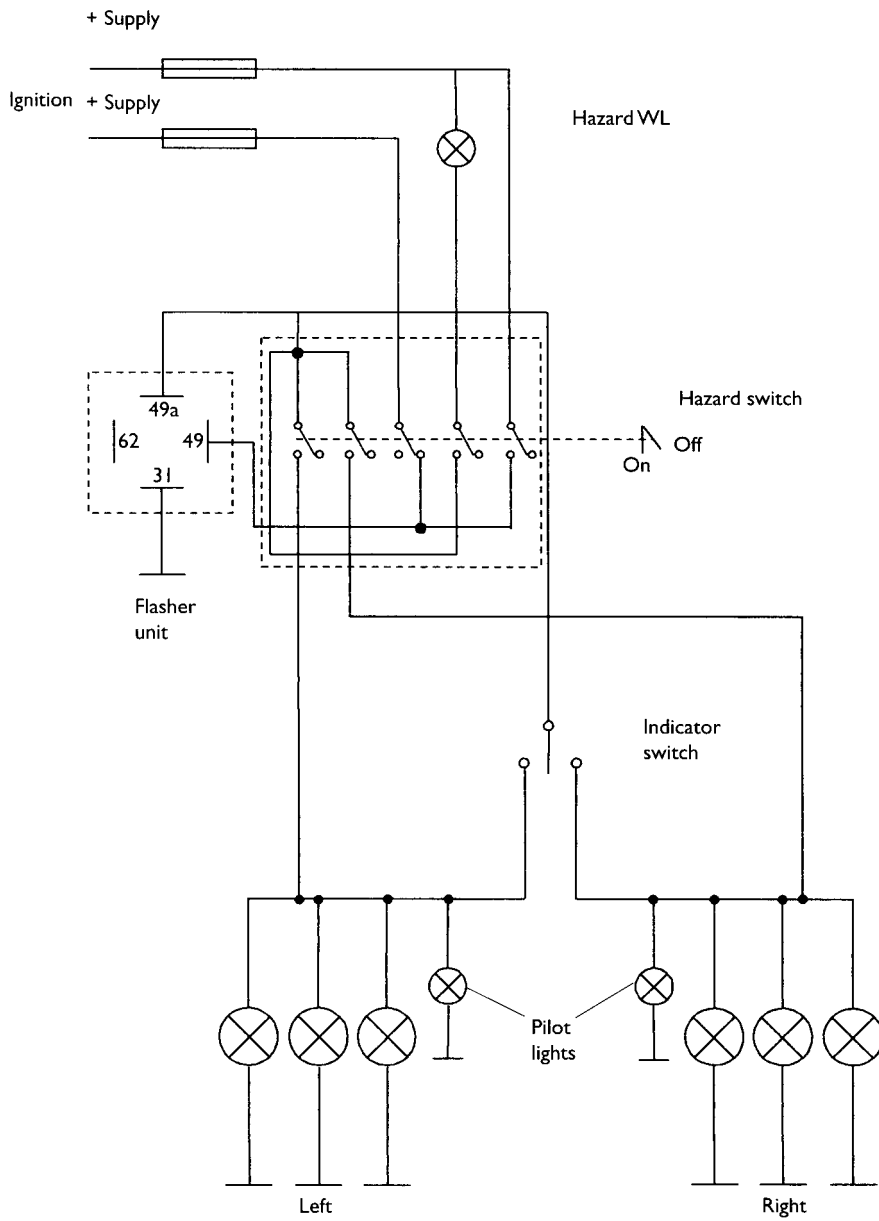 + Supply
Ignition + Supply
Hazard WL
Hazard switch
Off
On
49a
62 49
31
Flasher
unit
Indicator
switch
Pilot
lights
Left
Right